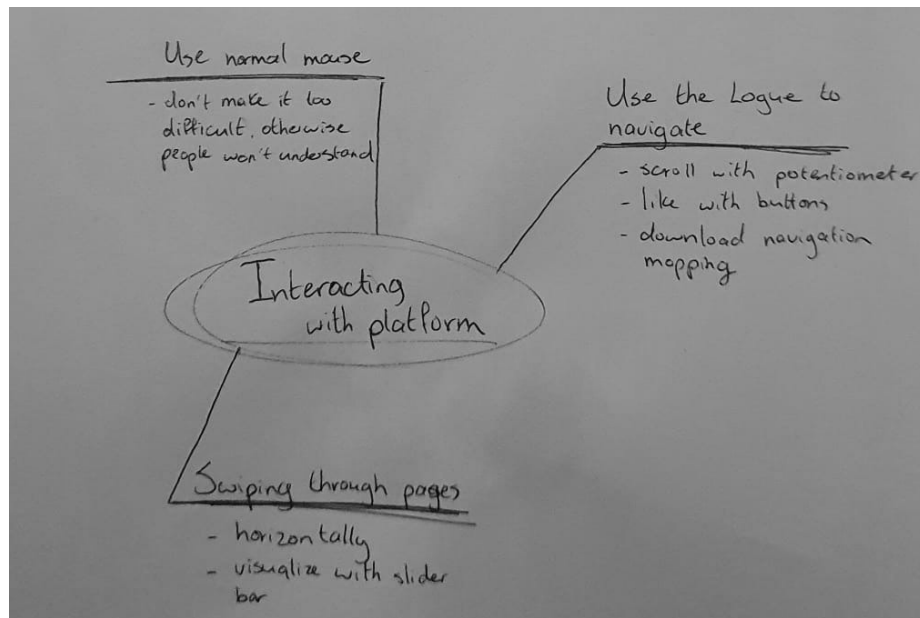 Use normal mouse
- don't make it too
difficult, otherwise
people won't understand
Use the Logue to
navigate
- scroll with potentiometer
- like with buttons
- download navigation
mapping
Interacting
with platform
Swiping through pages
- horizontally
- visualize with slider
bar